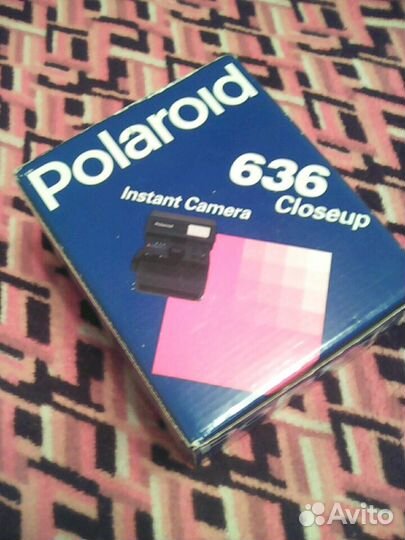 Polaroid
636
Closeup
Instant Camera
Polaroid
Avito